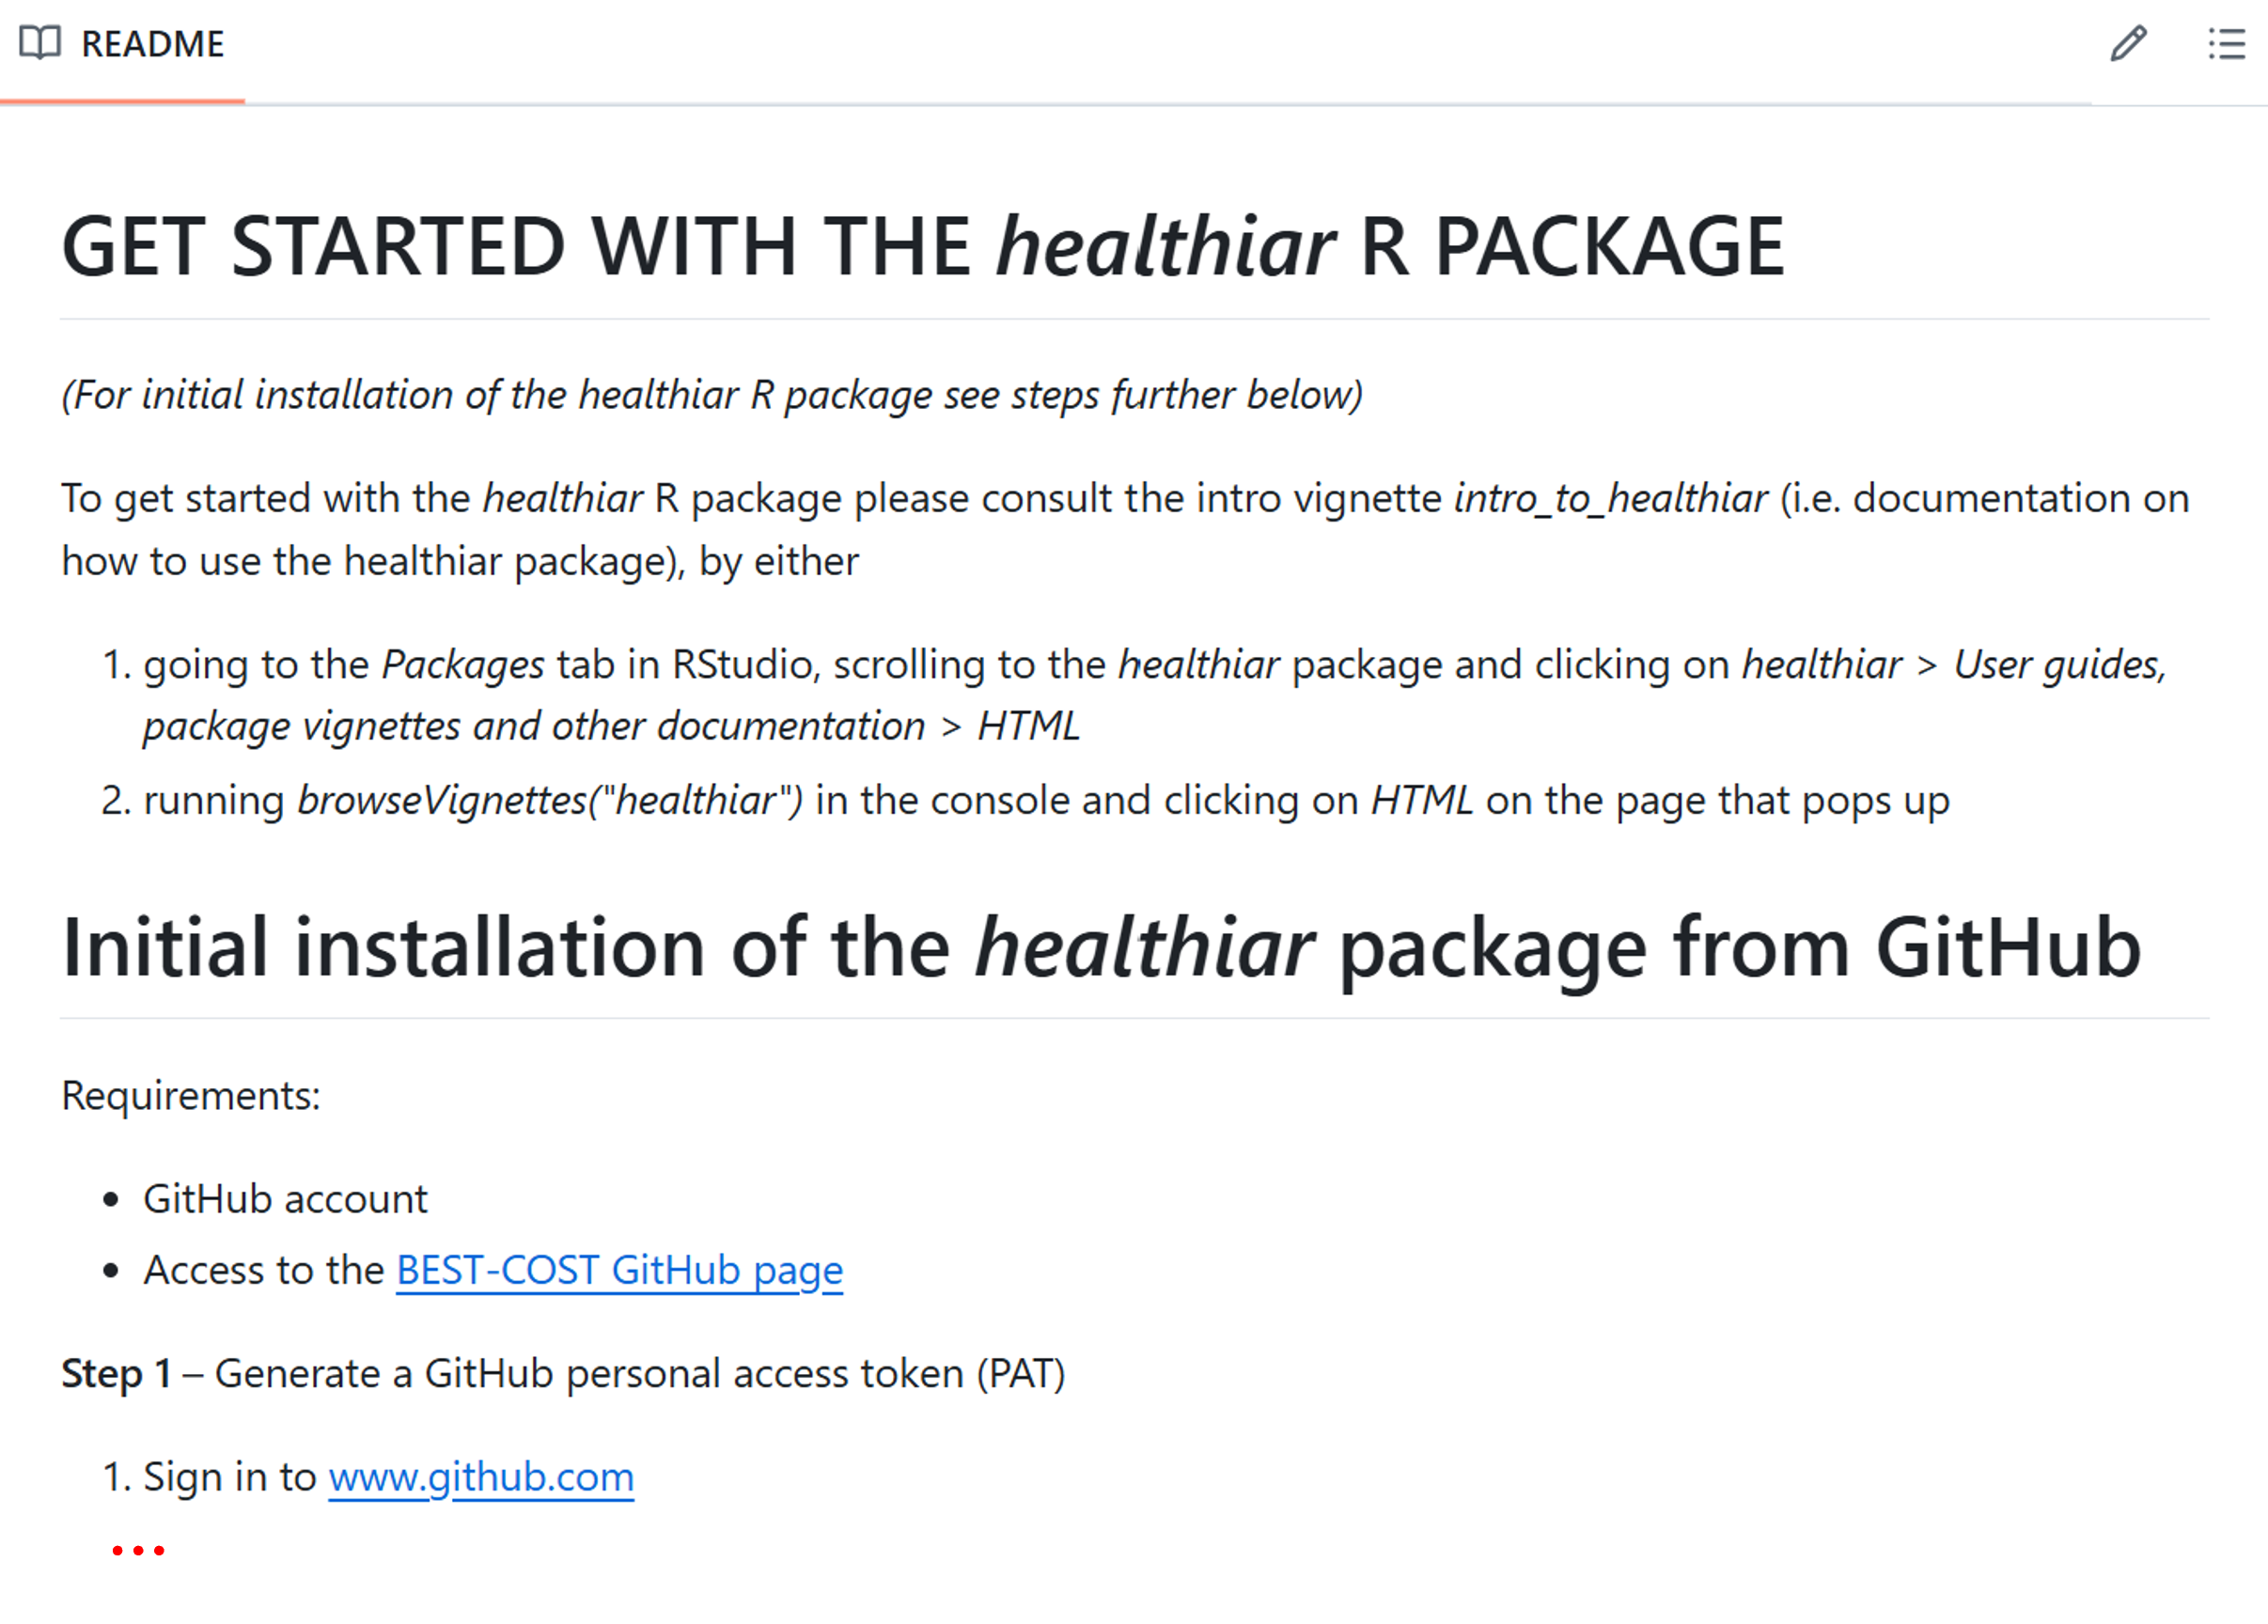 README
GET STARTED WITH THE healthiar R PACKAGE
(For initial installation of the healthiar R package see steps further below)
To get started with the healthiar R package please consult the intro vignette intro_to_healthiar (i.e. documentation on
how to use the healthiar package), by either
1. going to the Packages tab in RStudio, scrolling to the healthiar package and clicking on healthiar > User guides,
package vignettes and other documentation > HTML
2. running browseVignettes("healthiar") in the console and clicking on HTML on the page that pops up
Initial installation of the healthiar package from GitHub
Requirements:
• GitHub account
• Access to the BEST-COST GitHub page
Step 1 – Generate a GitHub personal access token (PAT)
1. Sign in to www.github.com
...